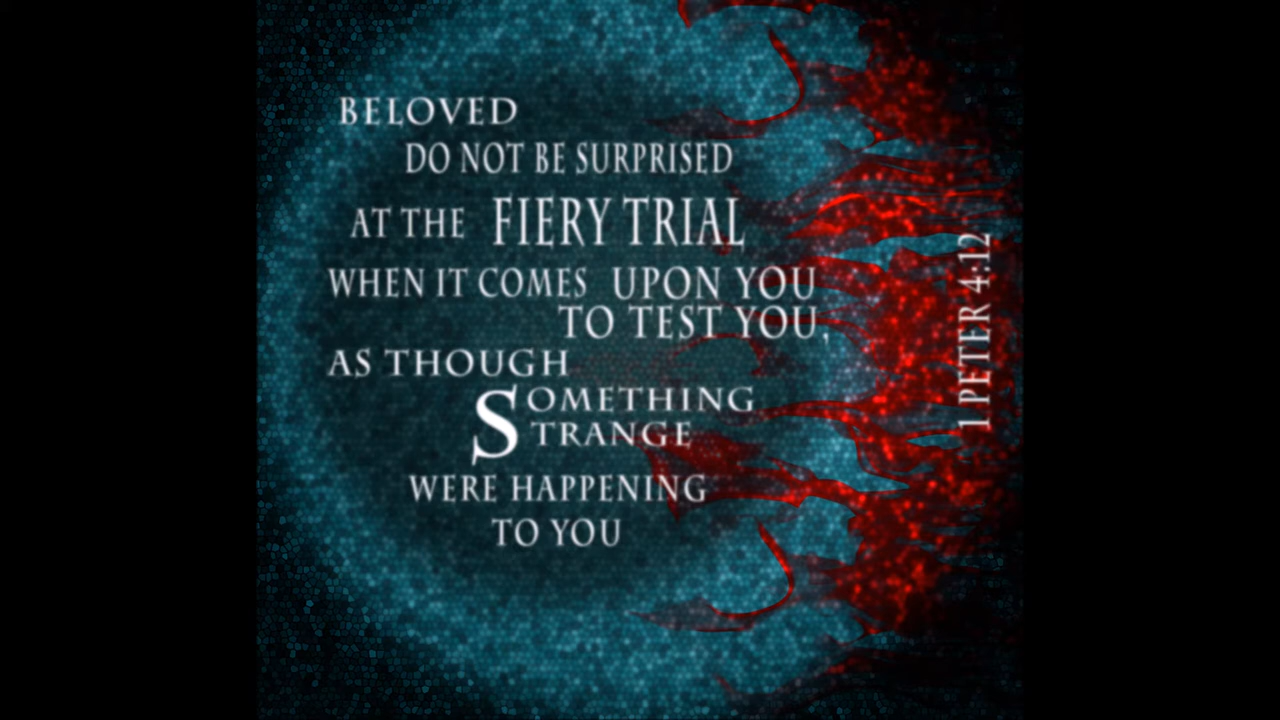 BELOVED
DO NOT BE SURPRISED
AT THE FIERY TRIAL
WHEN IT COMES UPON YOU
TO TEST YOU,
AS THOUGH
SOMETHING
STRANGE
WERE HAPPENING
TO YOU
1 PETER 4:12